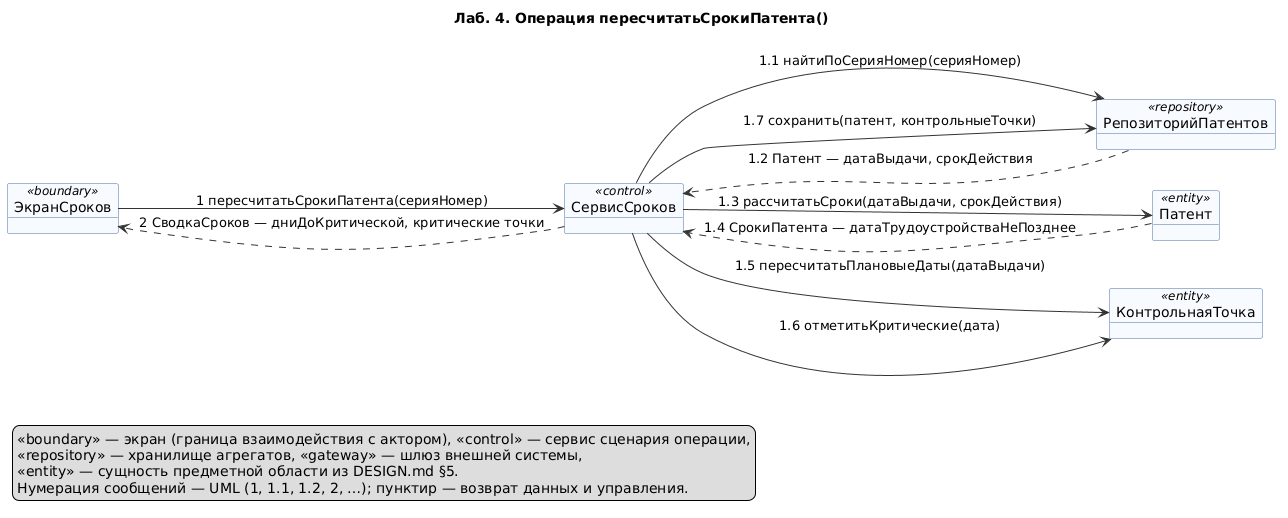 Лаб. 4. Операция пересчитатьСрокиПатента()
1.1 найтиПоСерияНомер(серияНомер)
«repository»
РепозиторийПатентов
1.7 сохранить(патент, контрольныеТочки)
1.2 Патент — датаВыдачи, срокДействия
«boundary»
ЭкранСроков
1 пересчитатьСрокиПатента(серияНомер)
2 СводкаСроков — дниДоКритической, критические точки
«control»
СервисСроков
1.3 рассчитатьСроки(датаВыдачи, срокДействия)
«entity»
Патент
1.4 СрокиПатента — датаТрудоустройстваНеПозднее
1.5 пересчитатьПлановыеДаты(датаВыдачи)
«entity»
КонтрольнаяТочка
1.6 отметитьКритические(дата)
«boundary» — экран (граница взаимодействия с актором), «control» — сервис сценария операции,
«repository» — хранилище агрегатов, «gateway» — шлюз внешней системы,
«entity» — сущность предметной области из DESIGN.md §5.
Нумерация сообщений — UML (1, 1.1, 1.2, 2, ...); пунктир — возврат данных и управления.